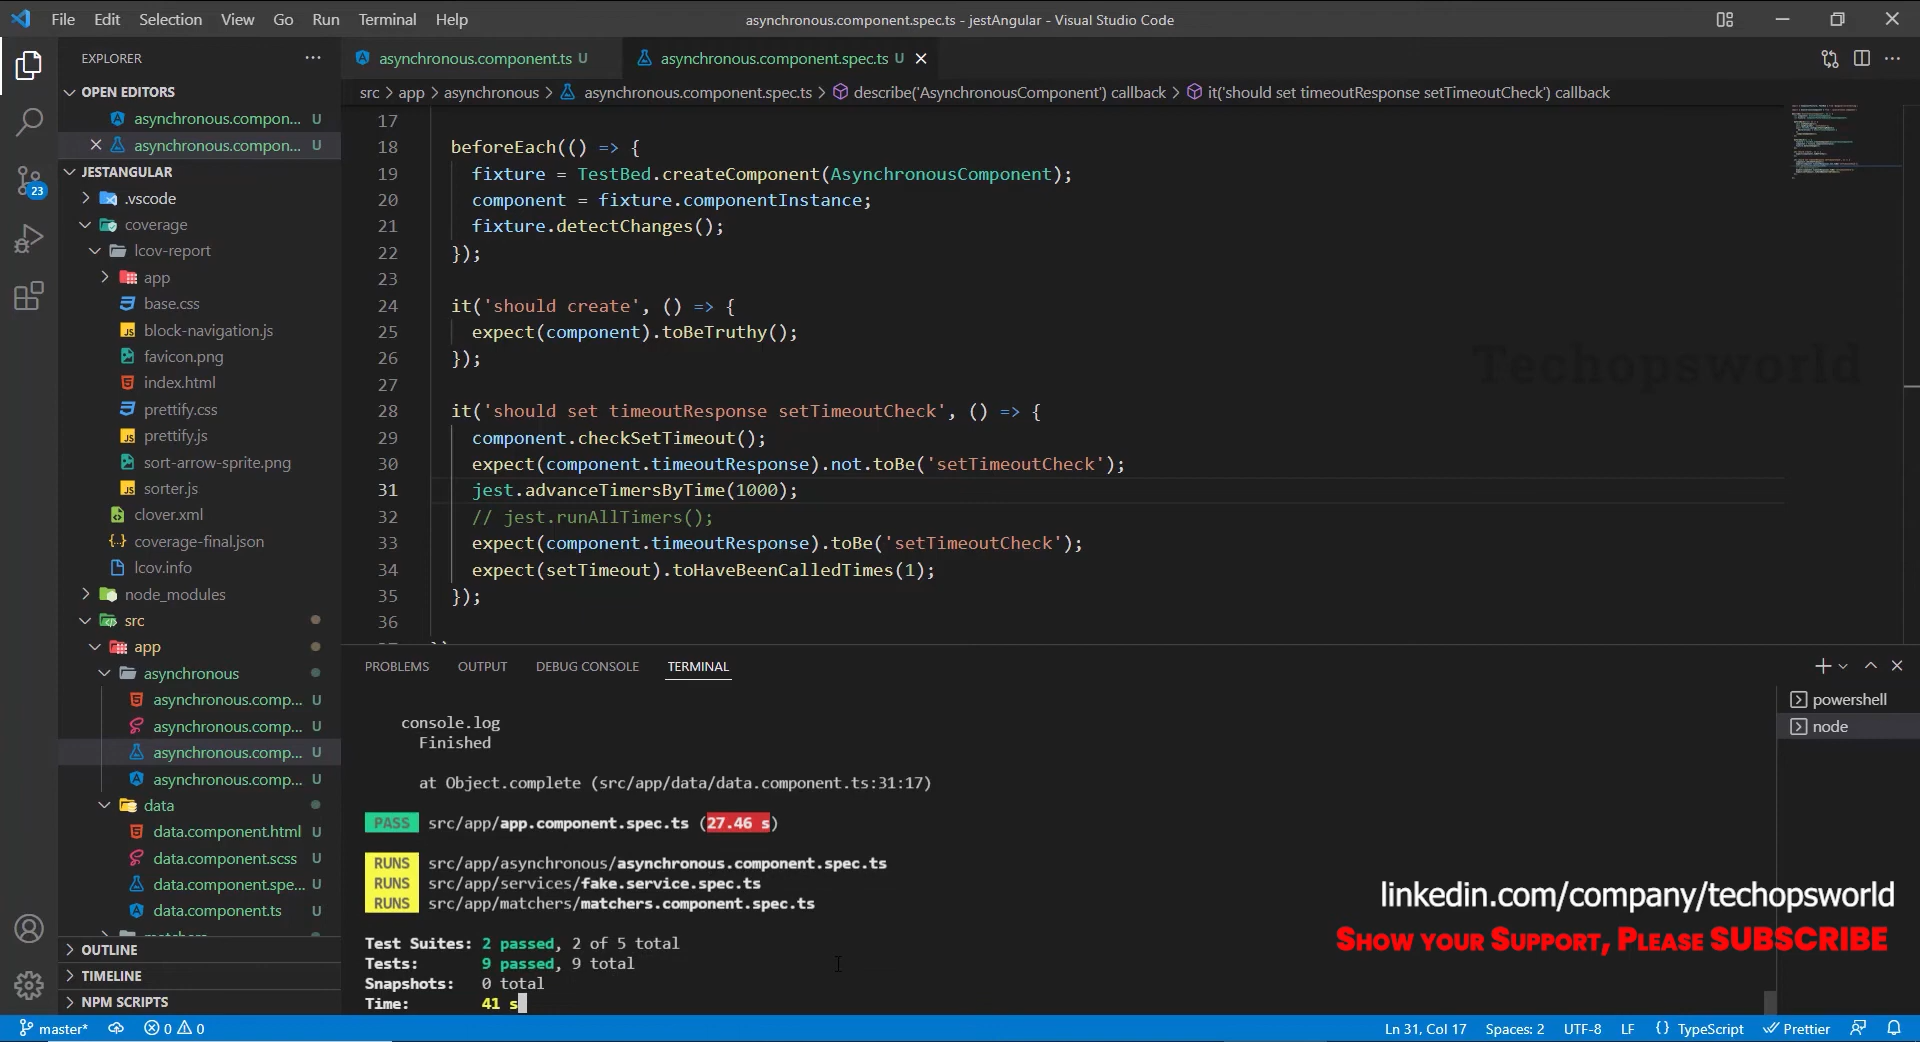 File Edit Selection View Go Run Terminal Help
asynchronous.component.spec.ts - jestAngular - Visual Studio Code
EXPLORER
OPEN EDITORS
asynchronous.compon... U
asynchronous.compon... U
JESTANGULAR
.vscode
coverage
lcov-report
app
base.css
block-navigation.js
favicon.png
index.html
prettify.css
prettify.js
sort-arrow-sprite.png
sorter.js
clover.xml
coverage-final.json
lcov.info
node_modules
src
app
asynchronous
asynchronous.comp... U
asynchronous.comp... U
asynchronous.comp... U
asynchronous.comp... U
data
data.component.html U
data.component.scss U
data.component.spe... U
data.component.ts U
OUTLINE
TIMELINE
NPM SCRIPTS
23
asynchronous.component.ts U
asynchronous.component.spec.ts U
src > app > asynchronous > asynchronous.component.spec.ts > describe('AsynchronousComponent') callback > it('should set timeoutResponse setTimeoutCheck') callback
17
18 beforeEach(() => {
19 fixture = TestBed.createComponent(AsynchronousComponent);
20 component = fixture.componentInstance;
21 fixture.detectChanges();
22 });
23
24 it('should create', () => {
25 expect(component).toBeTruthy();
26 });
27
28 it('should set timeoutResponse setTimeoutCheck', () => {
29 component.checkSetTimeout();
30 expect(component.timeoutResponse).not.toBe('setTimeoutCheck');
31 jest.advanceTimersByTime(1000);
32 // jest.runAllTimers();
33 expect(component.timeoutResponse).toBe('setTimeoutCheck');
34 expect(setTimeout).toHaveBeenCalledTimes(1);
35 });
36
Techopsworld
PROBLEMS OUTPUT DEBUG CONSOLE TERMINAL
powershell
node
console.log
Finished
at Object.complete (src/app/data/data.component.ts:31:17)
PASS src/app/app.component.spec.ts (27.46 s)
RUNS src/app/asynchronous/asynchronous.component.spec.ts
RUNS src/app/services/fake.service.spec.ts
RUNS src/app/matchers/matchers.component.spec.ts
Test Suites: 2 passed, 2 of 5 total
Tests: 9 passed, 9 total
Snapshots: 0 total
Time: 41 s
linkedin.com/company/techopsworld
Show your Support, Please SUBSCRIBE
master* 0 0 Ln 31, Col 17 Spaces: 2 UTF-8 LF TypeScript Prettier